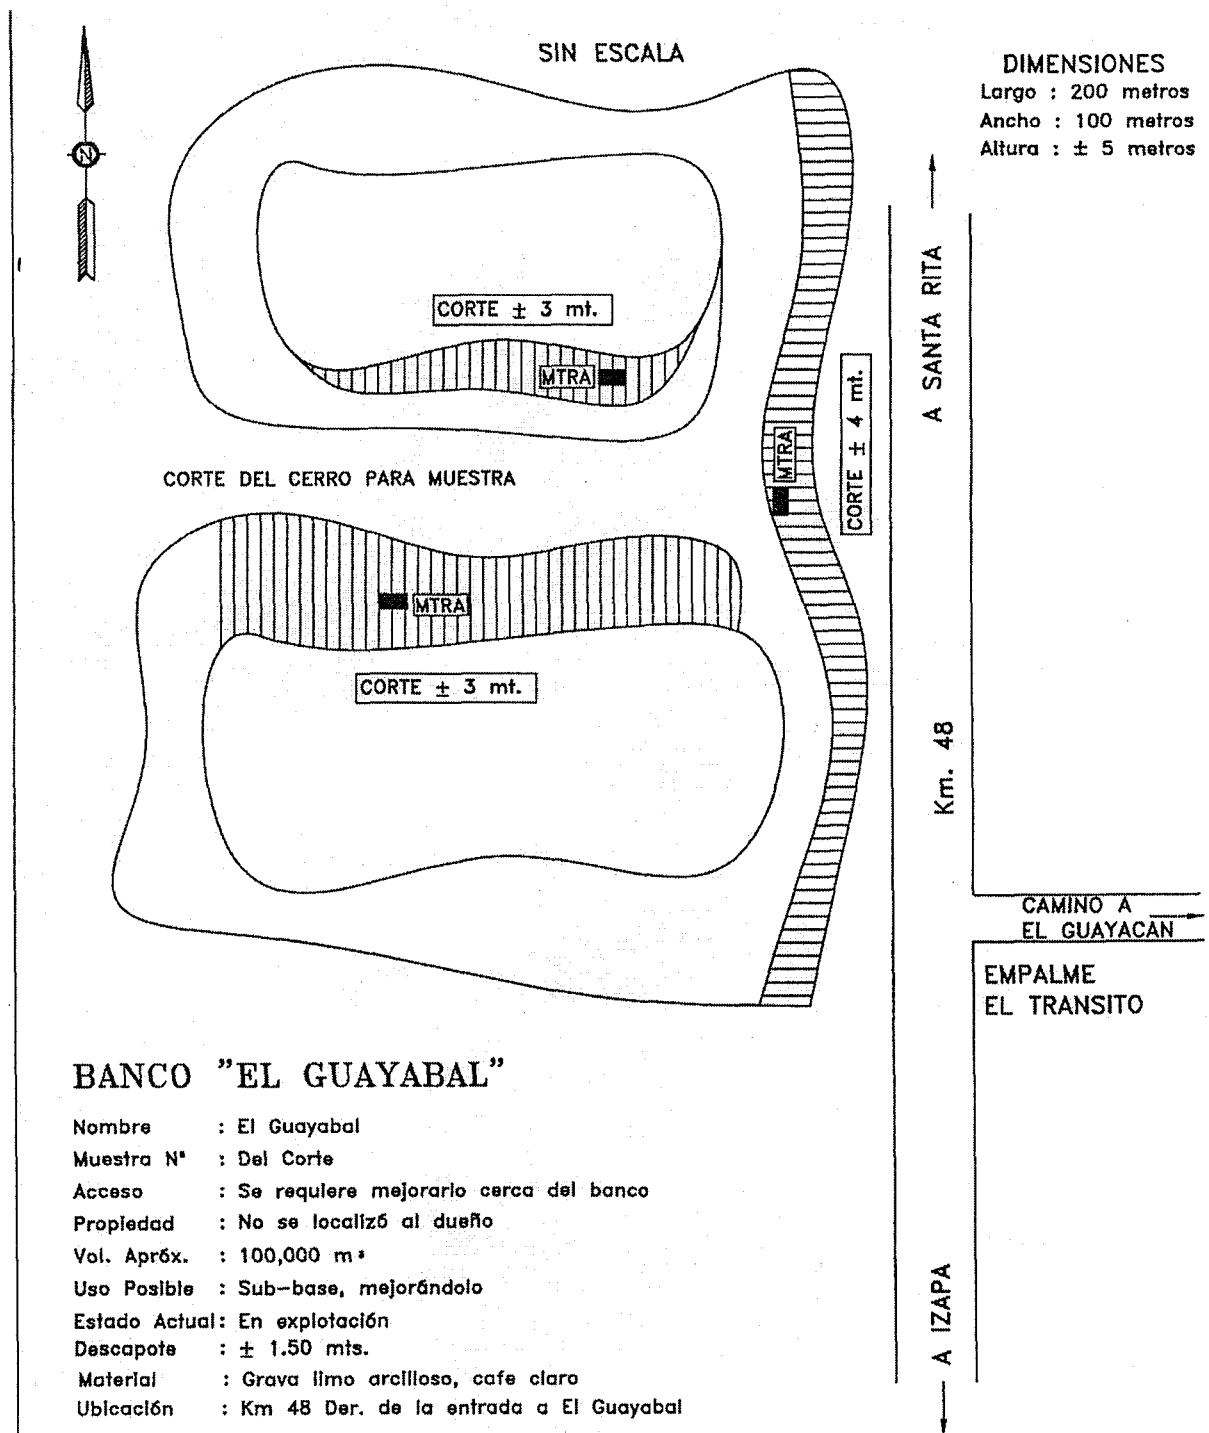 SIN ESCALA
DIMENSIONES
Largo : 200 metros
Ancho : 100 metros
Altura : ± 5 metros
N
A SANTA RITA
CORTE ± 3 mt.
MTRA
CORTE ± 4 mt.
MTRA
CORTE DEL CERRO PARA MUESTRA
MTRA
CORTE ± 3 mt.
Km. 48
CAMINO A
EL GUAYACAN
EMPALME
EL TRANSITO
BANCO "EL GUAYABAL"
Nombre : El Guayabal
Muestra Nº : Del Corte
Acceso : Se requiere mejorarlo cerca del banco
Propiedad : No se localizó al dueño
Vol. Apróx. : 100,000 m³
Uso Posible : Sub-base, mejorándolo
Estado Actual: En explotación
Descapote : ± 1.50 mts.
Material : Grava limo arcilloso, cafe claro
Ubicación : Km 48 Der. de la entrada a El Guayabal
A IZAPA